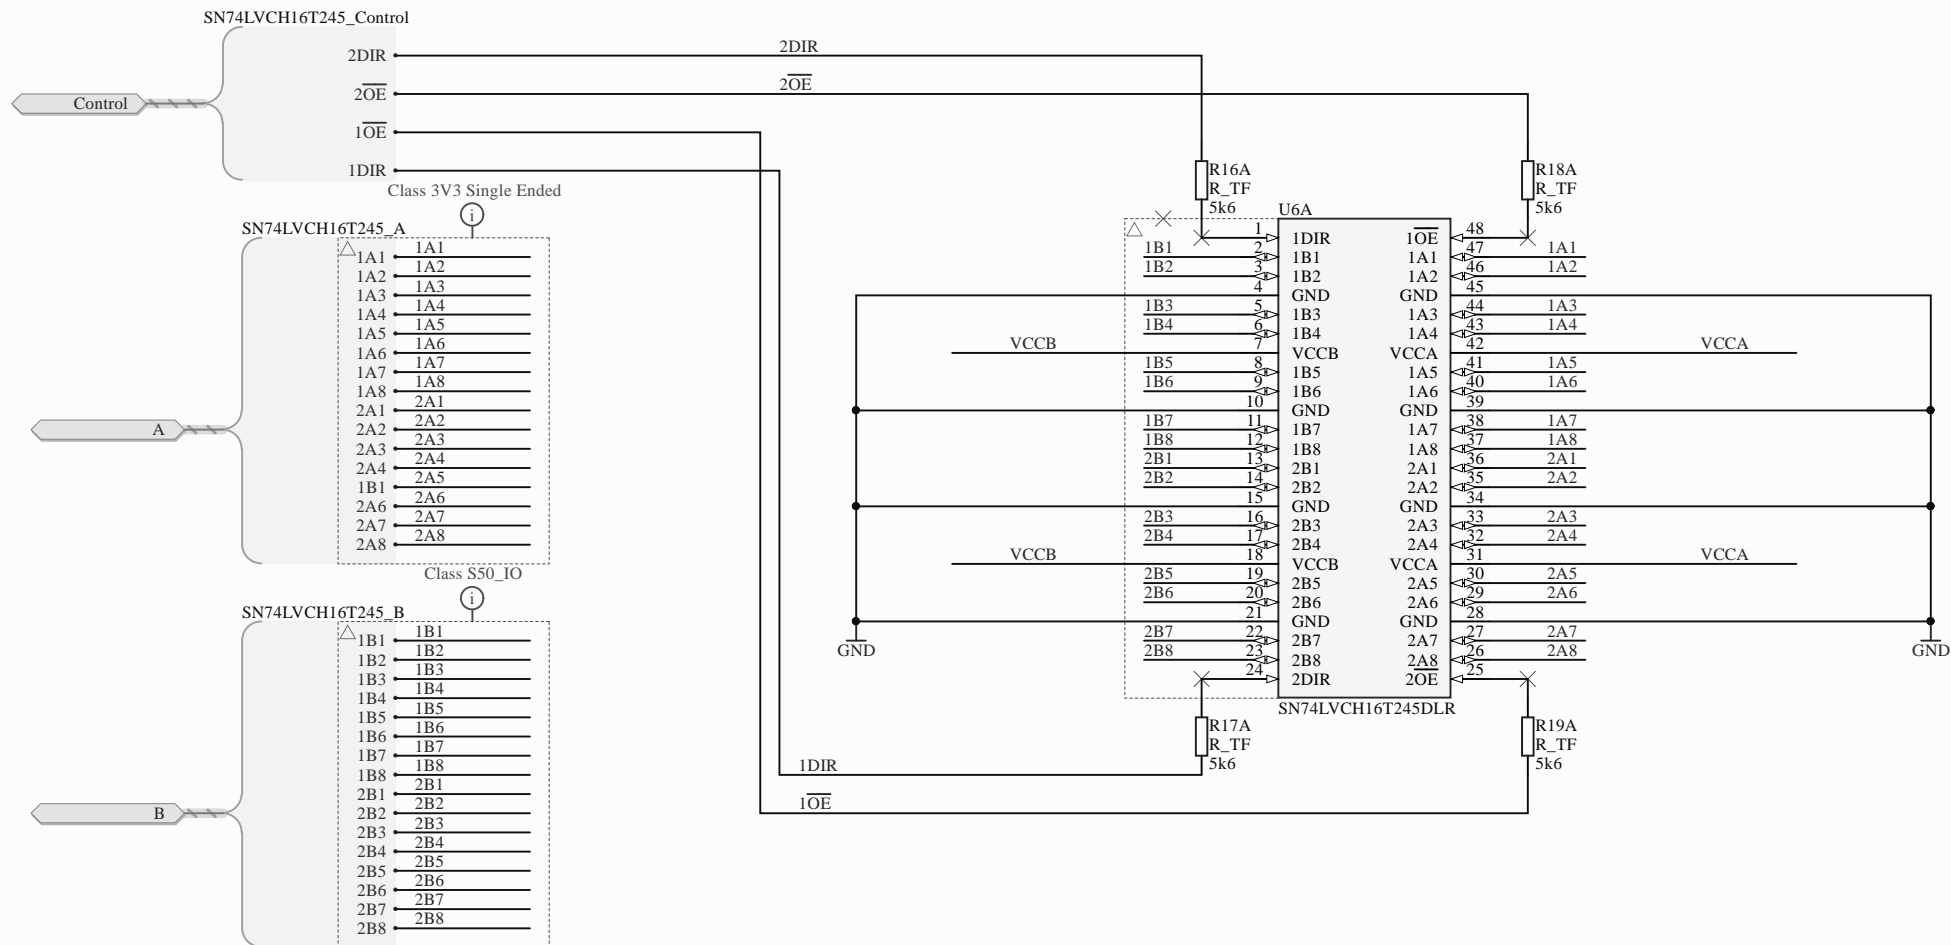 SN74LVCH16T245_Control
2DIR
2OE
1OE
1DIR
Control
2DIR
2OE
Class 3V3 Single Ended
i
SN74LVCH16T245_A
1A1 1A1
1A2 1A2
1A3 1A3
1A4 1A4
1A5 1A5
1A6 1A6
1A7 1A7
1A8 1A8
2A1 2A1
2A2 2A2
2A3 2A3
2A4 2A4
1B1 2A5
2A6 2A6
2A7 2A7
2A8 2A8
A
Class S50_IO
i
SN74LVCH16T245_B
1B1 1B1
1B2 1B2
1B3 1B3
1B4 1B4
1B5 1B5
1B6 1B6
1B7 1B7
1B8 1B8
2B1 2B1
2B2 2B2
2B3 2B3
2B4 2B4
2B5 2B5
2B6 2B6
2B7 2B7
2B8 2B8
B
R16A
R_TF
5k6
R18A
R_TF
5k6
U6A
1 1DIR 1OE 48
1B1 2 1B1 1A1 47 1A1
1B2 3 1B2 1A2 46 1A2
4 GND GND 45
1B3 5 1B3 1A3 44 1A3
1B4 6 1B4 1A4 43 1A4
VCCB 7 VCCB VCCA 42 VCCA
1B5 8 1B5 1A5 41 1A5
1B6 9 1B6 1A6 40 1A6
10 GND GND 39
1B7 11 1B7 1A7 38 1A7
1B8 12 1B8 1A8 37 1A8
2B1 13 2B1 2A1 36 2A1
2B2 14 2B2 2A2 35 2A2
15 GND GND 34
2B3 16 2B3 2A3 33 2A3
2B4 17 2B4 2A4 32 2A4
VCCB 18 VCCB VCCA 31 VCCA
2B5 19 2B5 2A5 30 2A5
2B6 20 2B6 2A6 29 2A6
21 GND GND 28
2B7 22 2B7 2A7 27 2A7
2B8 23 2B8 2A8 26 2A8
24 2DIR 2OE 25
GND
GND
SN74LVCH16T245DLR
R17A
R_TF
5k6
R19A
R_TF
5k6
1DIR
1OE